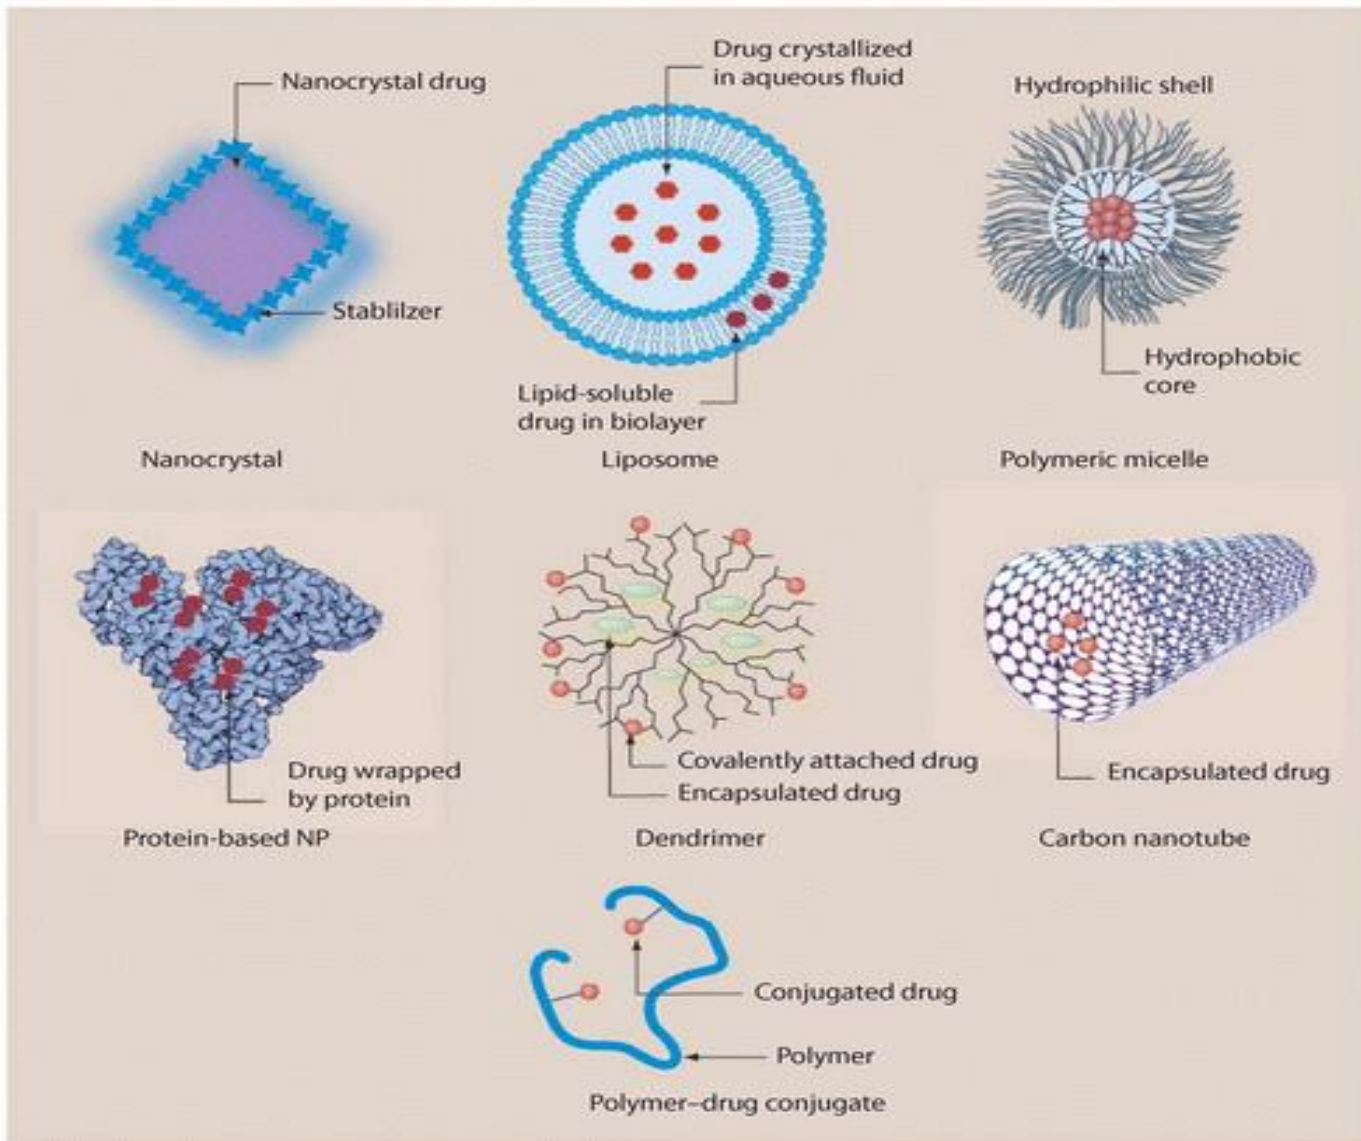 Nanocrystal drug
Stablilzer
Nanocrystal
Drug crystallized
in aqueous fluid
Lipid-soluble
drug in biolayer
Liposome
Hydrophilic shell
Hydrophobic
core
Polymeric micelle
Drug wrapped
by protein
Protein-based NP
Covalently attached drug
Encapsulated drug
Dendrimer
Encapsulated drug
Carbon nanotube
Conjugated drug
Polymer
Polymer–drug conjugate